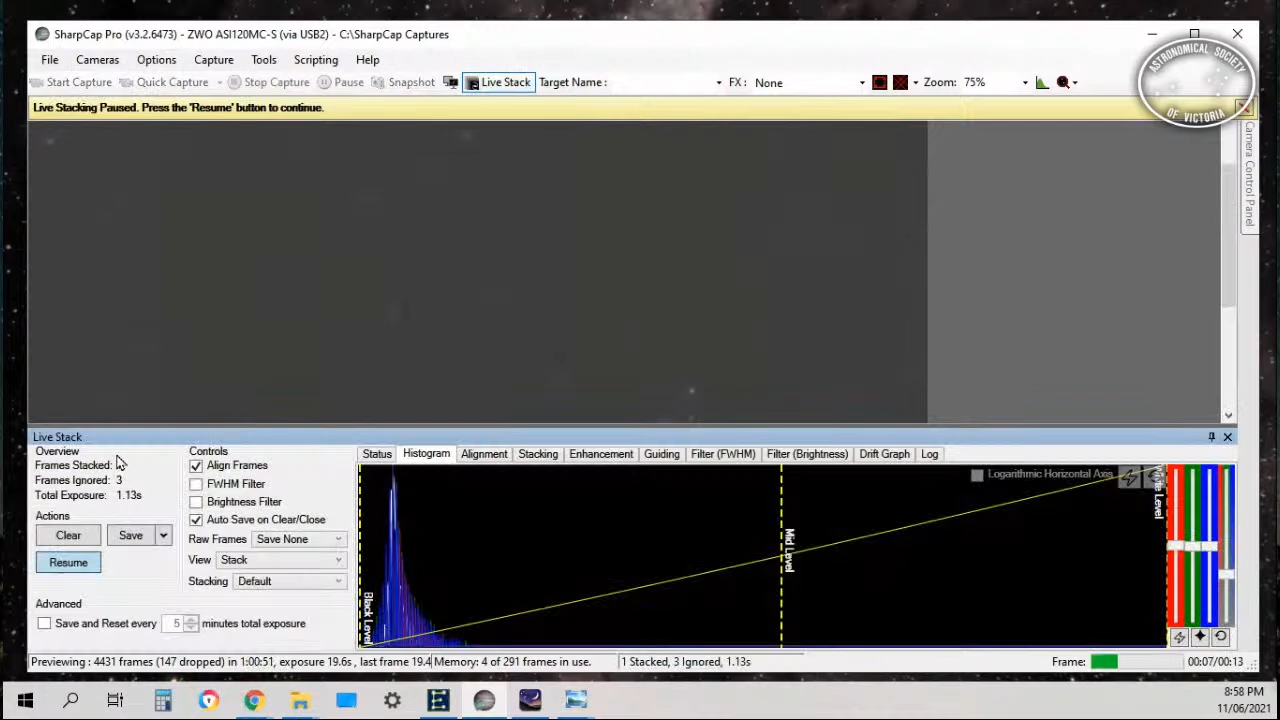 SharpCap Pro (v3.2.6473) - ZWO ASI120MC-S (via USB2) - C:\SharpCap Captures
File Cameras Options Capture Tools Scripting Help
Start Capture Quick Capture Stop Capture Pause Snapshot Live Stack Target Name : FX : None Zoom: 75%
ASTRONOMICAL SOCIETY
OF VICTORIA
Live Stacking Paused. Press the 'Resume' button to continue.
Camera Control Panel
Live Stack
Overview
Frames Stacked:
Frames Ignored: 3
Total Exposure: 1.13s
Actions
Clear Save
Resume
Advanced
Save and Reset every 5 minutes total exposure
Controls
Align Frames
FWHM Filter
Brightness Filter
Auto Save on Clear/Close
Raw Frames Save None
View Stack
Stacking Default
Status Histogram Alignment Stacking Enhancement Guiding Filter (FWHM) Filter (Brightness) Drift Graph Log
Logarithmic Horizontal Axis
Black Level
Mid Level
White Level
Previewing : 4431 frames (147 dropped) in 1:00:51, exposure 19.6s , last frame 19.4 Memory: 4 of 291 frames in use. 1 Stacked, 3 Ignored, 1.13s Frame: 00:07/00:13
8:58 PM
11/06/2021